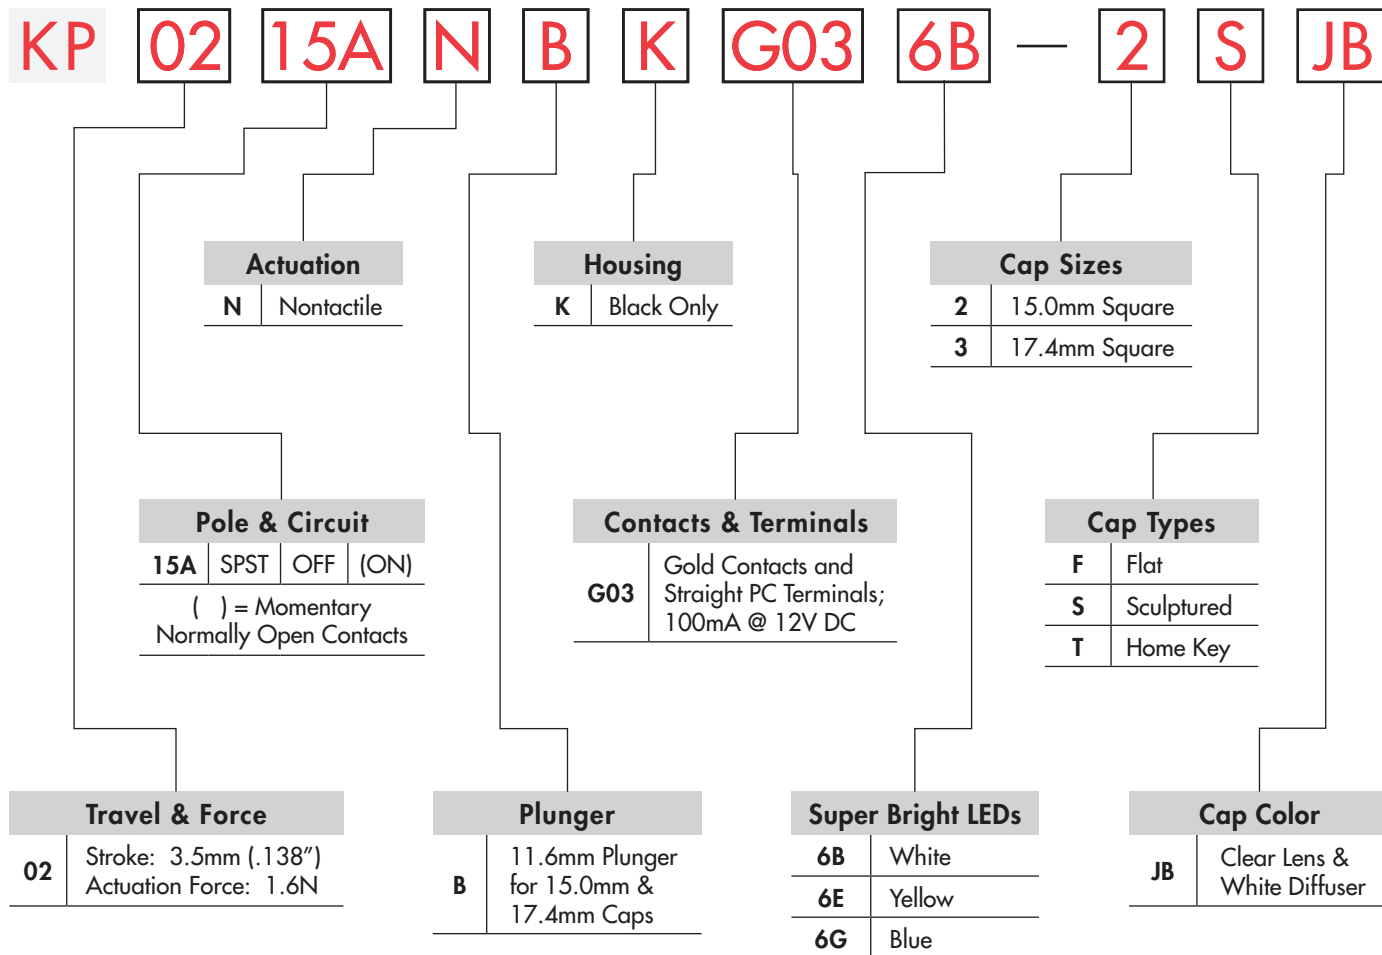 KP 02 15A N B K G03 6B — 2 S JB
Actuation
N Nontactile
Housing
K Black Only
Cap Sizes
2 15.0mm Square
3 17.4mm Square
Pole & Circuit
15A SPST OFF (ON)
( ) = Momentary
Normally Open Contacts
Contacts & Terminals
G03 Gold Contacts and
Straight PC Terminals;
100mA @ 12V DC
Cap Types
F Flat
S Sculptured
T Home Key
Travel & Force
02 Stroke: 3.5mm (.138")
Actuation Force: 1.6N
Plunger
B 11.6mm Plunger
for 15.0mm &
17.4mm Caps
Super Bright LEDs
6B White
6E Yellow
6G Blue
Cap Color
JB Clear Lens &
White Diffuser